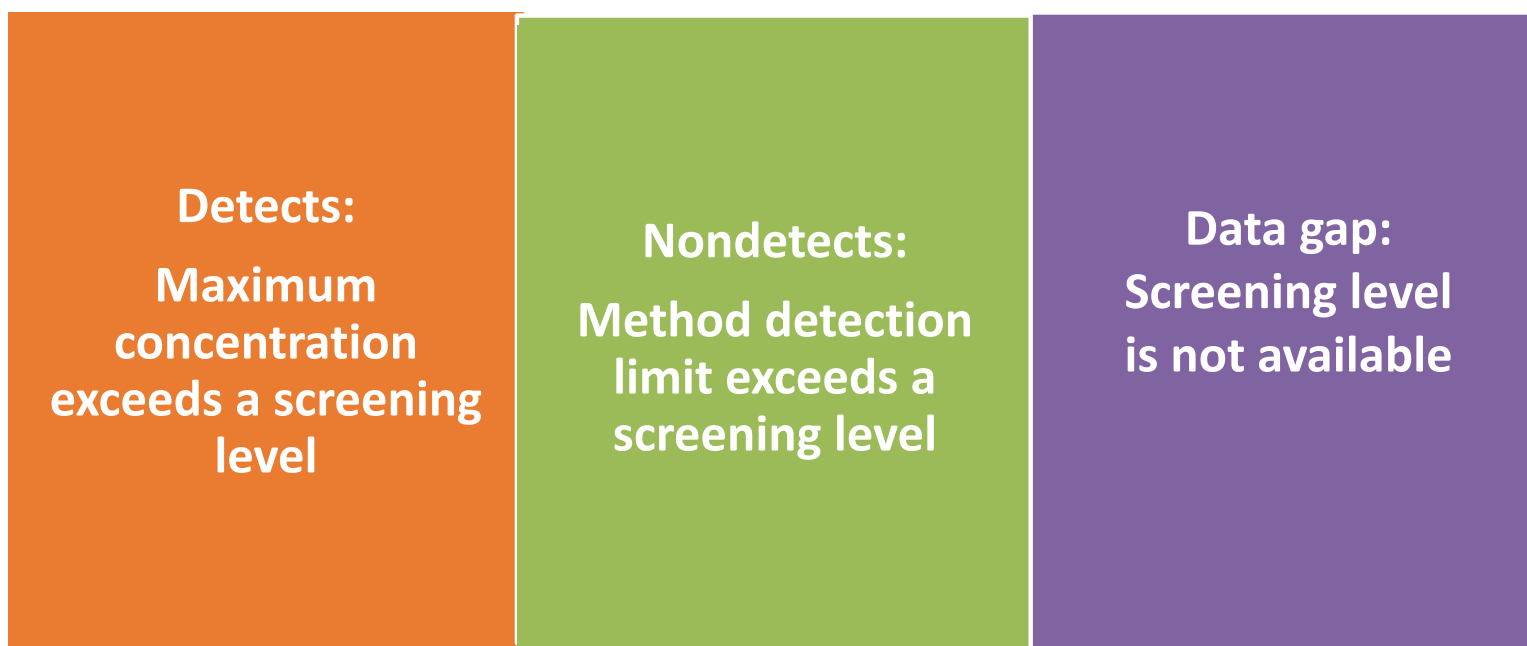 Detects:
Maximum
concentration
exceeds a screening
level
Nondetects:
Method detection
limit exceeds a
screening level
Data gap:
Screening level
is not available